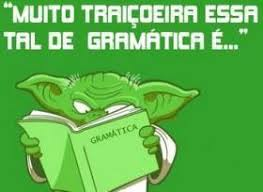 "MUITO TRAIÇOEIRA ESSA
TAL DE GRAMÁTICA É..."
GRAMÁTICA